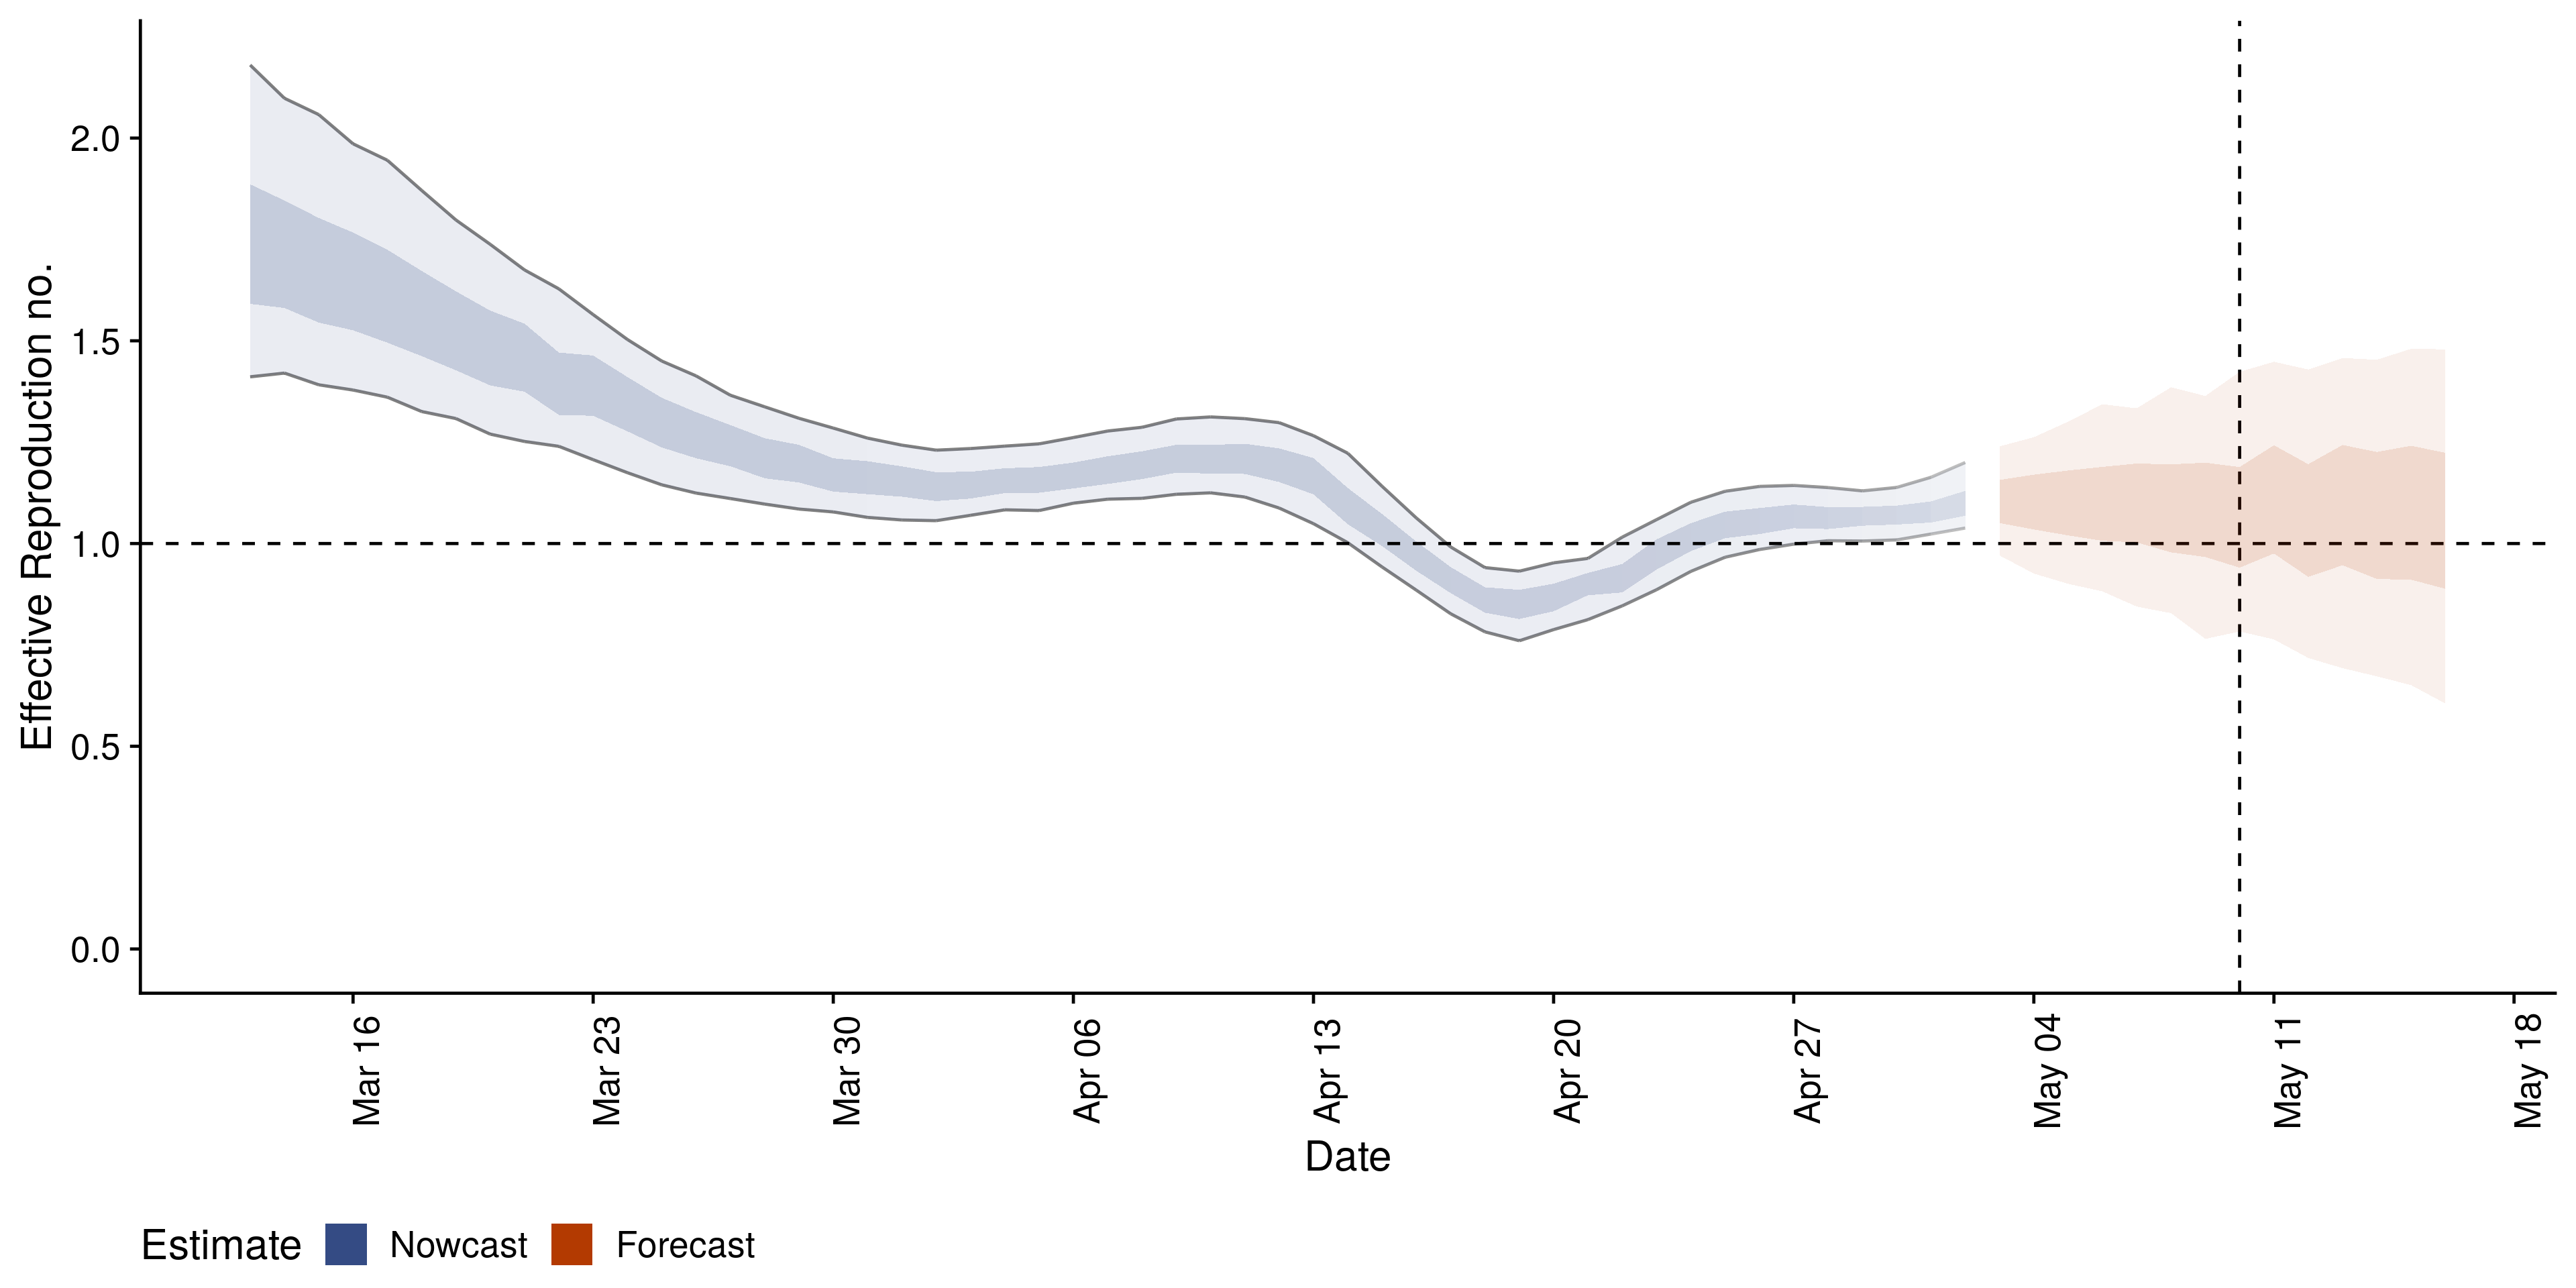 Effective Reproduction no.
2.0
1.5
1.0
0.5
0.0
Mar 16
Mar 23
Mar 30
Apr 06
Apr 13
Apr 20
Apr 27
May 04
May 11
May 18
Date
Estimate Nowcast Forecast